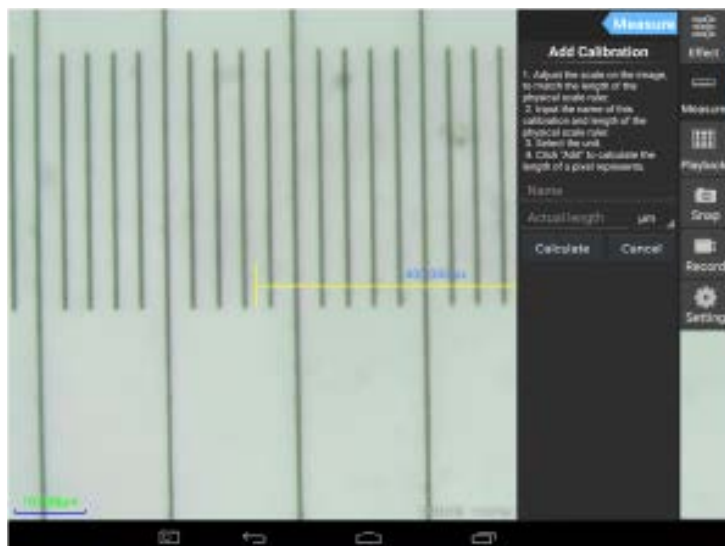 Measure
Add Calibration
1. Adjust the scale on the image,
to match the length of the
physical scale ruler.
2. Input the name of this
calibration and length of the
physical scale ruler.
3. Select the unit.
4. Click "Add" to calculate the
length of a pixel represents.
Name
Actual length μm
Calculate Cancel
Effect
Measure
Playback
Snap
Record
Setting